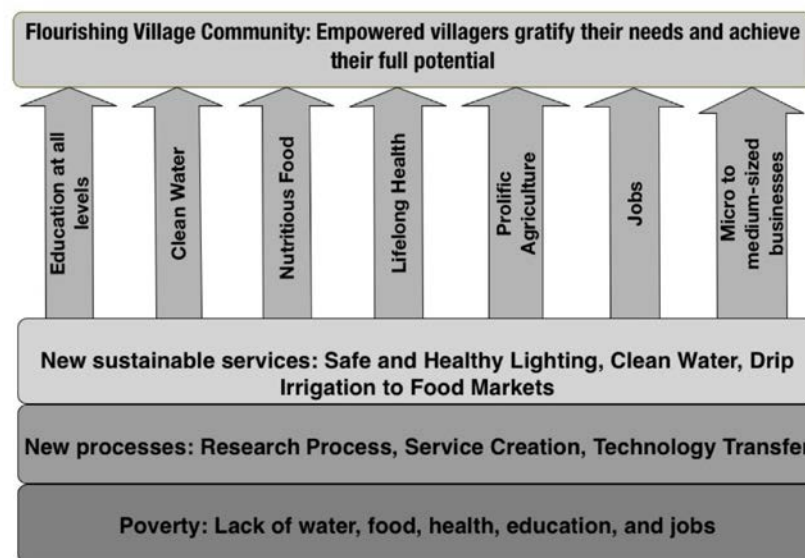 Flourishing Village Community: Empowered villagers gratify their needs and achieve
their full potential
Education at all
levels
Clean Water
Nutritious Food
Lifelong Health
Prolific
Agriculture
Jobs
Micro to
medium-sized
businesses
New sustainable services: Safe and Healthy Lighting, Clean Water, Drip
Irrigation to Food Markets
New processes: Research Process, Service Creation, Technology Transfer
Poverty: Lack of water, food, health, education, and jobs